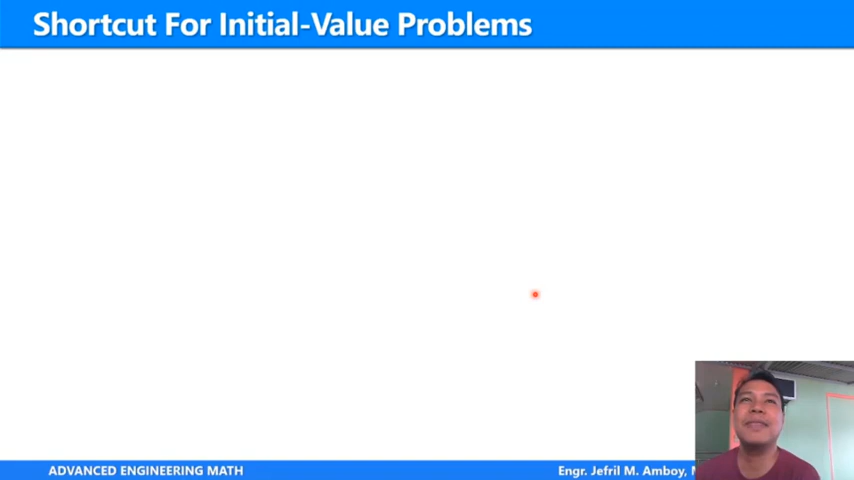 Shortcut For Initial-Value Problems
ADVANCED ENGINEERING MATH
Engr. Jefril M. Amboy,